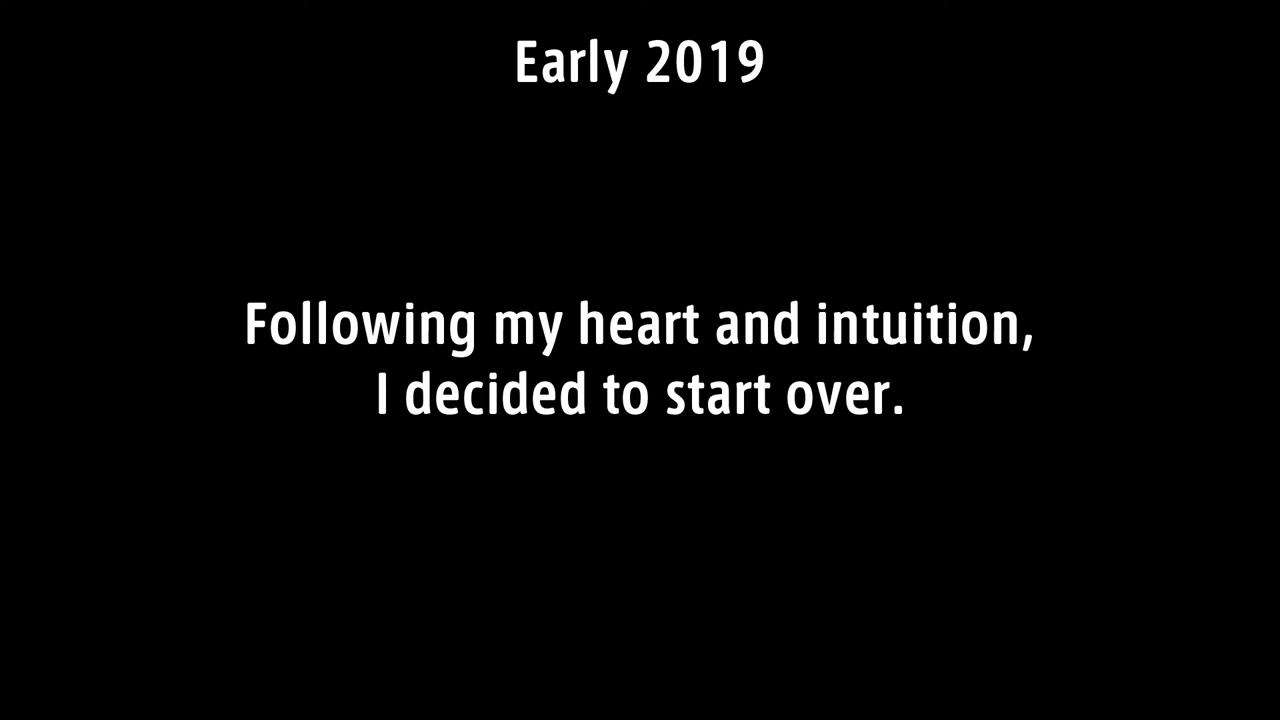 Early 2019
Following my heart and intuition,
I decided to start over.